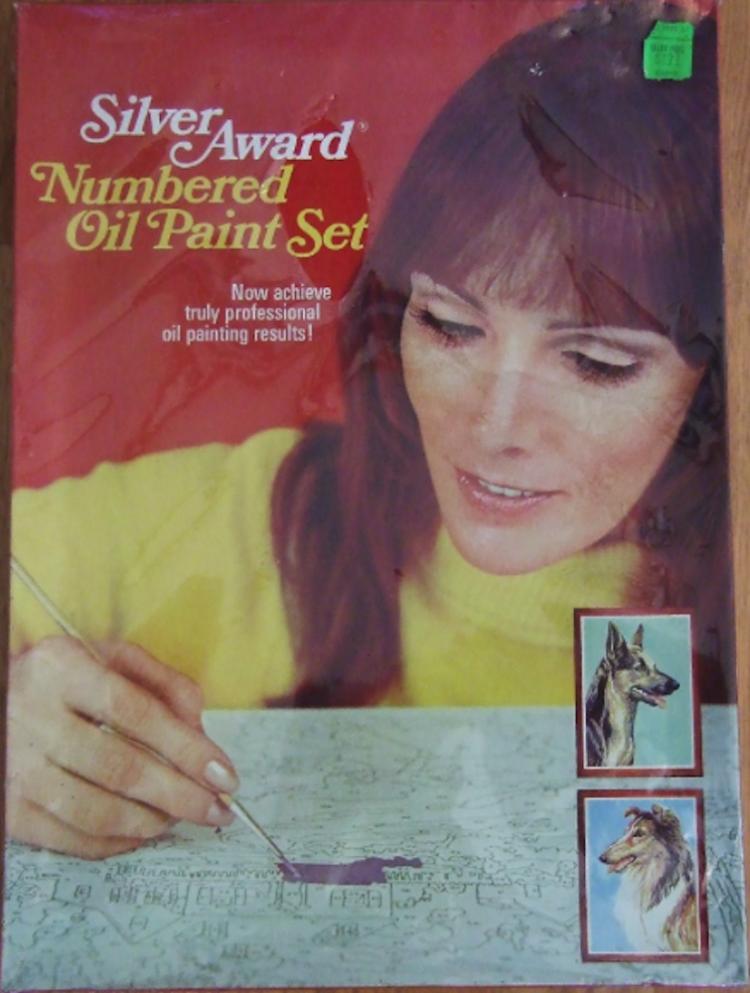 Silver
Award®
Numbered
Oil Paint Set
Now achieve
truly professional
oil painting results!